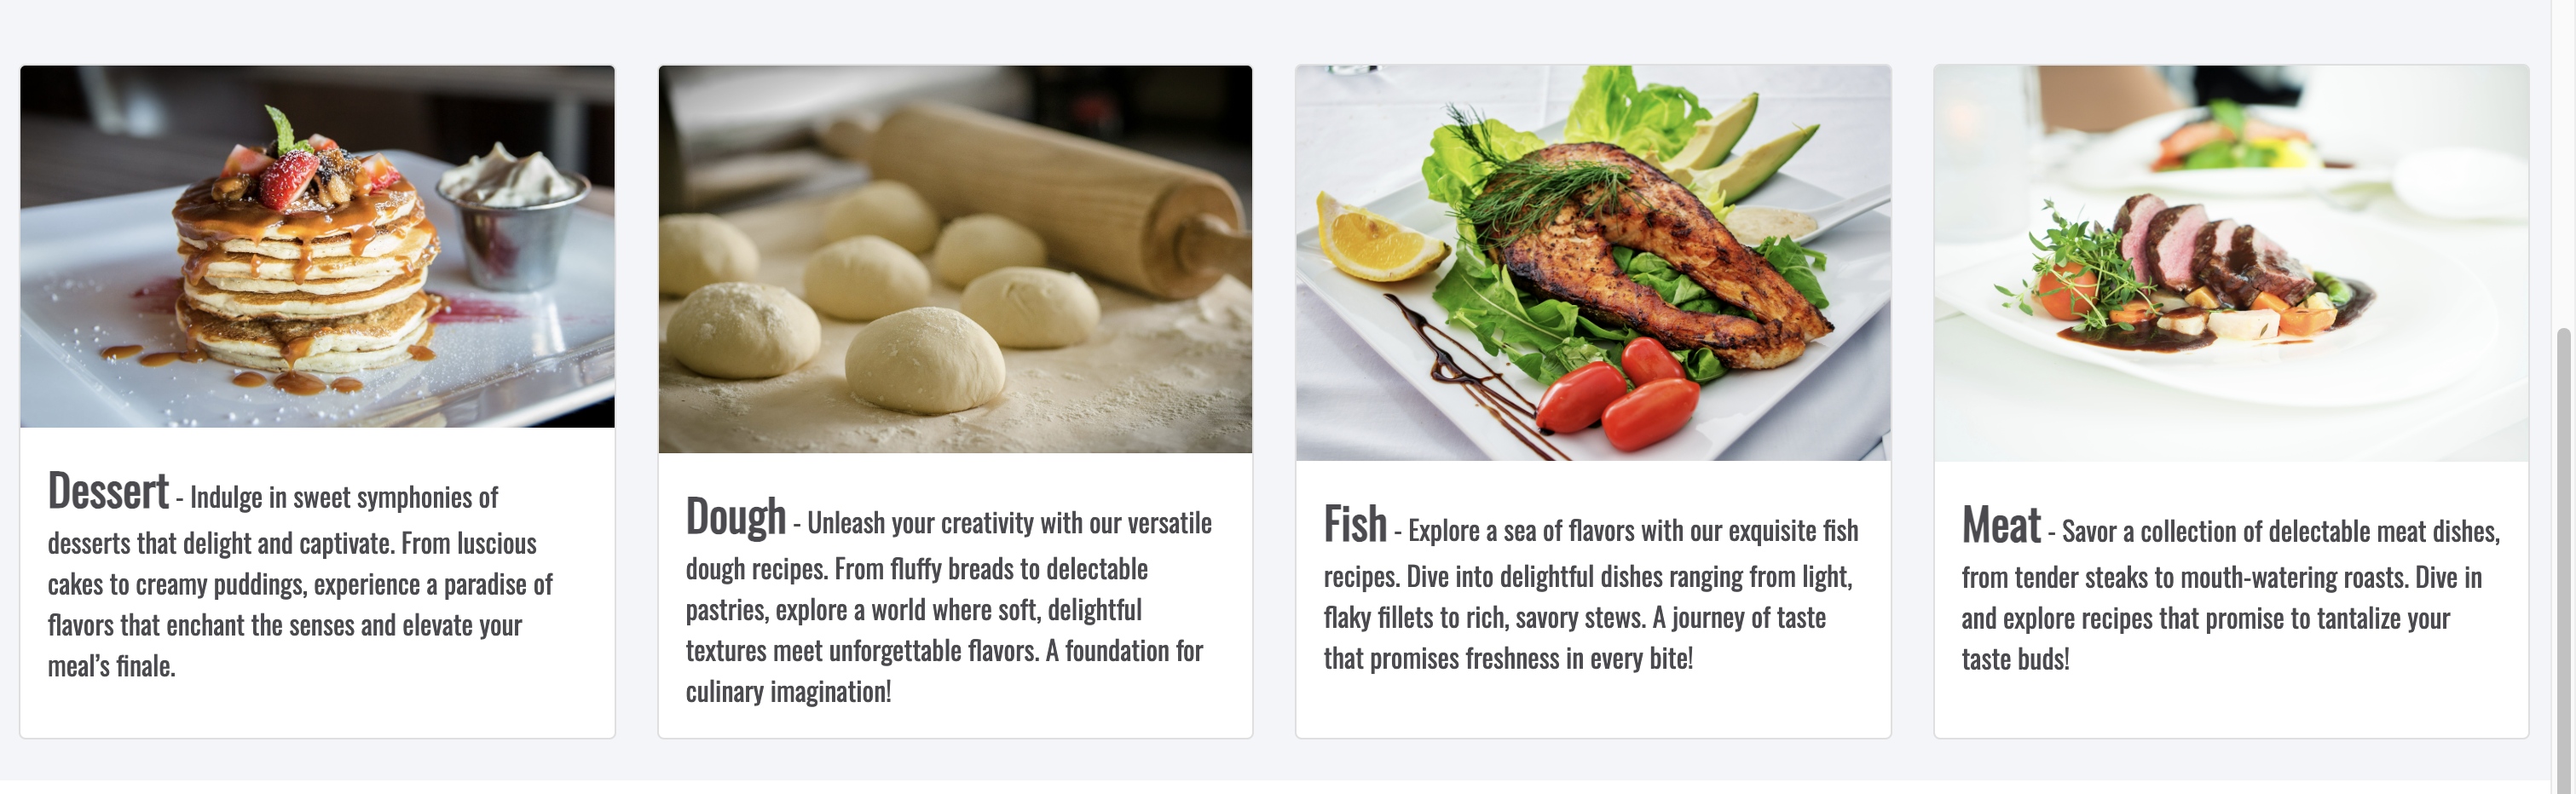 Dessert - Indulge in sweet symphonies of
desserts that delight and captivate. From luscious
cakes to creamy puddings, experience a paradise of
flavors that enchant the senses and elevate your
meal’s finale.
Dough - Unleash your creativity with our versatile
dough recipes. From fluffy breads to delectable
pastries, explore a world where soft, delightful
textures meet unforgettable flavors. A foundation for
culinary imagination!
Fish - Explore a sea of flavors with our exquisite fish
recipes. Dive into delightful dishes ranging from light,
flaky fillets to rich, savory stews. A journey of taste
that promises freshness in every bite!
Meat - Savor a collection of delectable meat dishes,
from tender steaks to mouth-watering roasts. Dive in
and explore recipes that promise to tantalize your
taste buds!